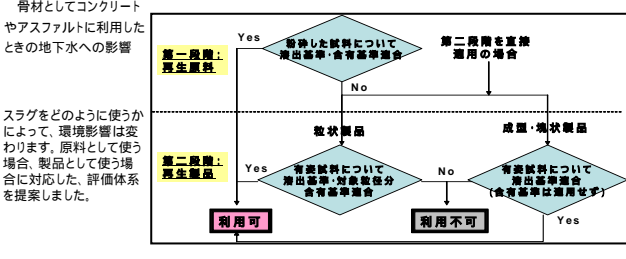 骨材としてコンクリート
やアスファルトに利用した
ときの地下水への影響
スラグをどのように使うか
によって、環境影響は変
わります。原料として使う
場合、製品として使う場
合に対応した、評価体系
を提案しました。
第一段階:
再生原料
Yes
粉砕した試料について
溶出基準・含有基準適合
第二段階を直接
適用の場合
No
粒状製品
成型・塊状製品
第二段階:
再生製品
Yes
有姿試料について
溶出基準・対象粒径分
含有基準適合
No
有姿試料について
溶出基準適合
(含有基準は適用せず)
利用可
利用不可
Yes